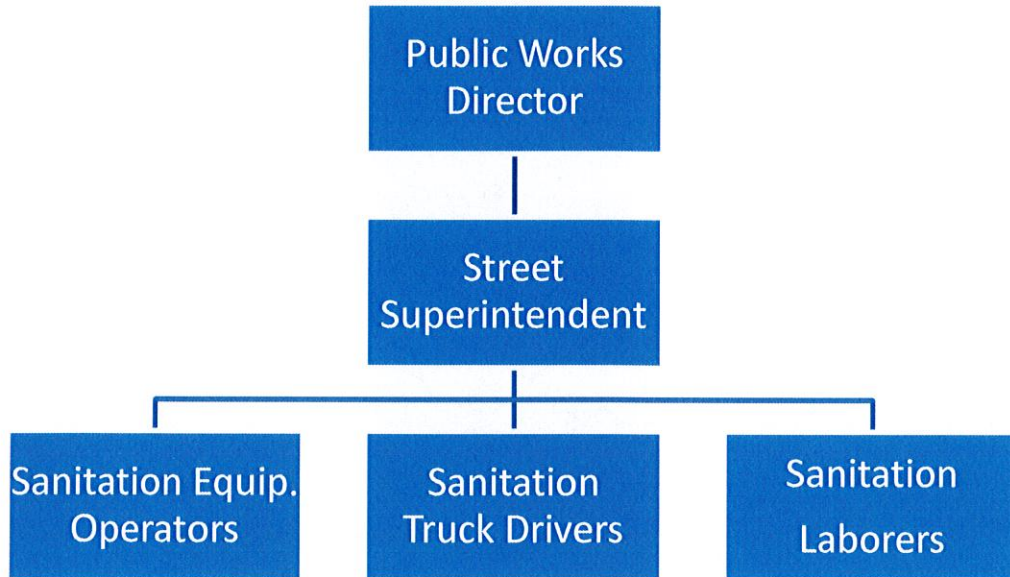 Public Works
Director
Street
Superintendent
Sanitation Equip.
Operators
Sanitation
Truck Drivers
Sanitation
Laborers